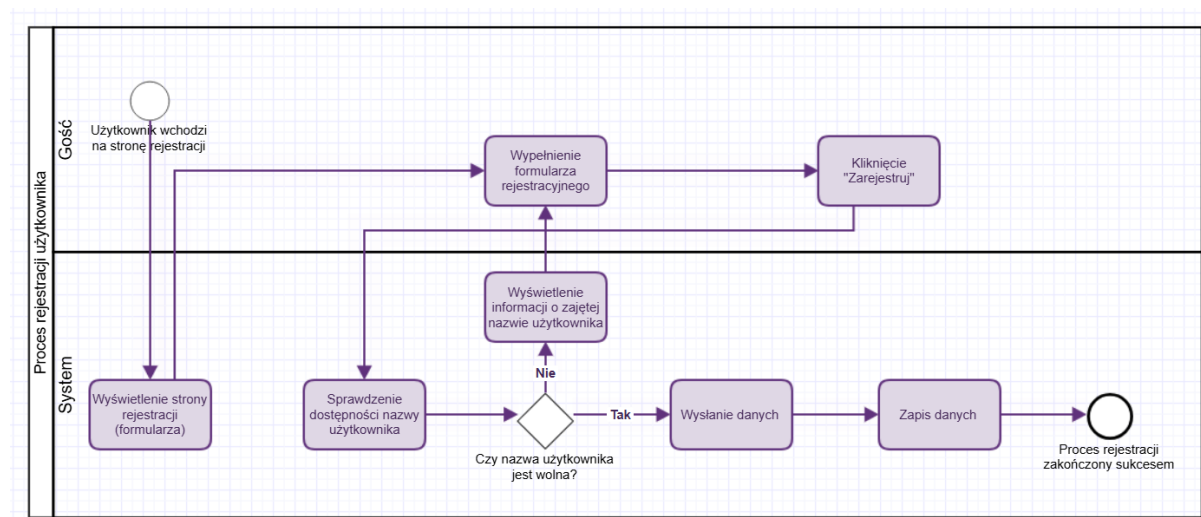 Proces rejestracji użytkownika
Gość
Użytkownik wchodzi
na stronę rejestracji
Wypełnienie
formularza
rejestracyjnego
Kliknięcie
"Zarejestruj"
System
Wyświetlenie strony
rejestracji
(formularza)
Sprawdzenie
dostępności nazwy
użytkownika
Wyświetlenie
informacji o zajętej
nazwie użytkownika
Nie
Czy nazwa użytkownika
jest wolna?
Tak
Wysłanie danych
Zapis danych
Proces rejestracji
zakończony sukcesem